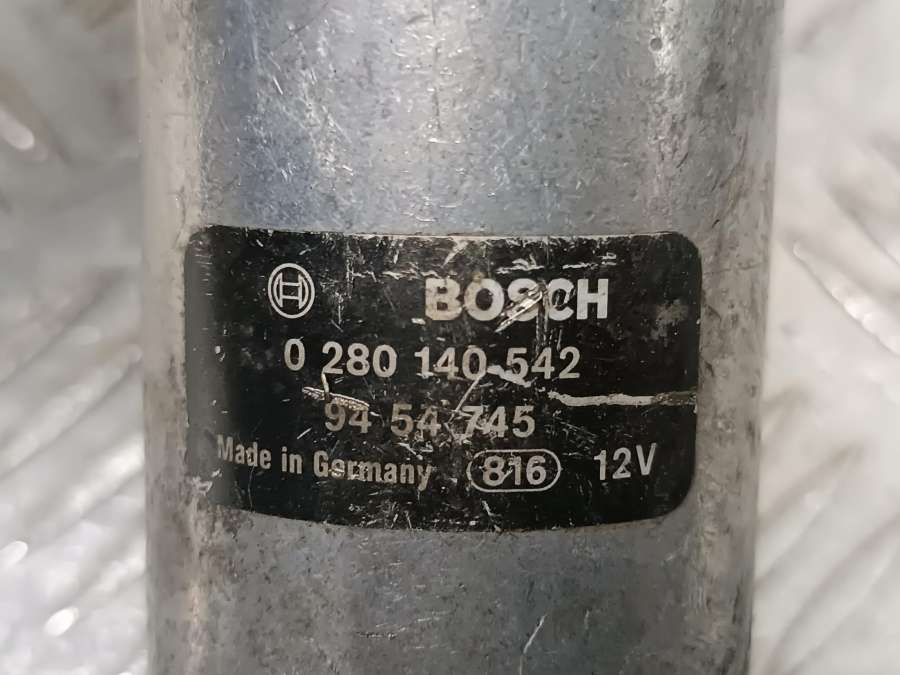 BOSCH
0 280 140 542
94 54 745
Made in Germany 816 12V